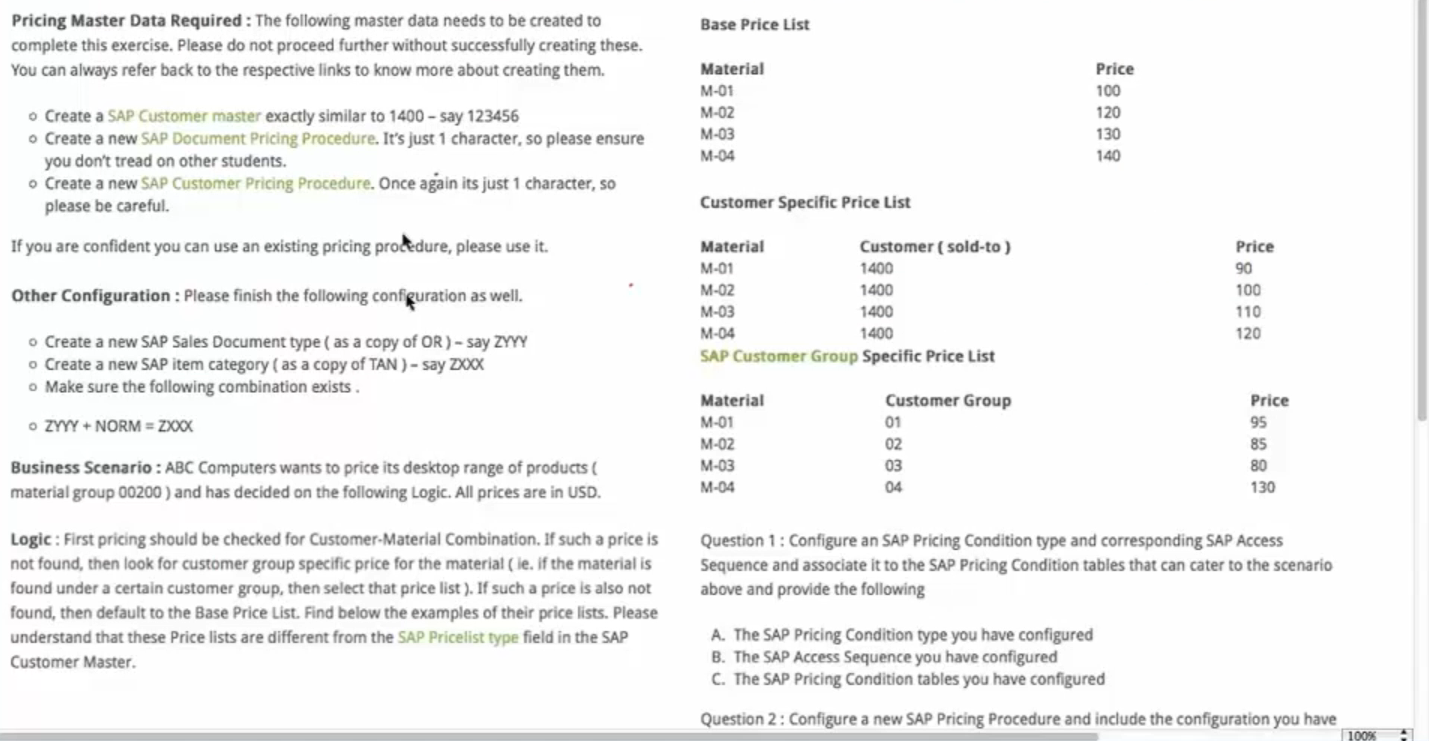 Pricing Master Data Required : The following master data needs to be created to
complete this exercise. Please do not proceed further without successfully creating these.
You can always refer back to the respective links to know more about creating them.
Create a SAP Customer master exactly similar to 1400 – say 123456
Create a new SAP Document Pricing Procedure. It's just 1 character, so please ensure
you don't tread on other students.
Create a new SAP Customer Pricing Procedure. Once again its just 1 character, so
please be careful.
If you are confident you can use an existing pricing procedure, please use it.
Other Configuration : Please finish the following configuration as well.
Create a new SAP Sales Document type ( as a copy of OR ) – say ZYYY
Create a new SAP item category ( as a copy of TAN ) – say ZXXX
Make sure the following combination exists .
ZYYY + NORM = ZXXX
Business Scenario : ABC Computers wants to price its desktop range of products (
material group 00200 ) and has decided on the following Logic. All prices are in USD.
Logic : First pricing should be checked for Customer-Material Combination. If such a price is
not found, then look for customer group specific price for the material ( ie. if the material is
found under a certain customer group, then select that price list ). If such a price is also not
found, then default to the Base Price List. Find below the examples of their price lists. Please
understand that these Price lists are different from the SAP Pricelist type field in the SAP
Customer Master.
Base Price List
Material Price
M-01 100
M-02 120
M-03 130
M-04 140
Customer Specific Price List
Material Customer ( sold-to ) Price
M-01 1400 90
M-02 1400 100
M-03 1400 110
M-04 1400 120
SAP Customer Group Specific Price List
Material Customer Group Price
M-01 01 95
M-02 02 85
M-03 03 80
M-04 04 130
Question 1 : Configure an SAP Pricing Condition type and corresponding SAP Access
Sequence and associate it to the SAP Pricing Condition tables that can cater to the scenario
above and provide the following
A. The SAP Pricing Condition type you have configured
B. The SAP Access Sequence you have configured
C. The SAP Pricing Condition tables you have configured
Question 2 : Configure a new SAP Pricing Procedure and include the configuration you have
100%